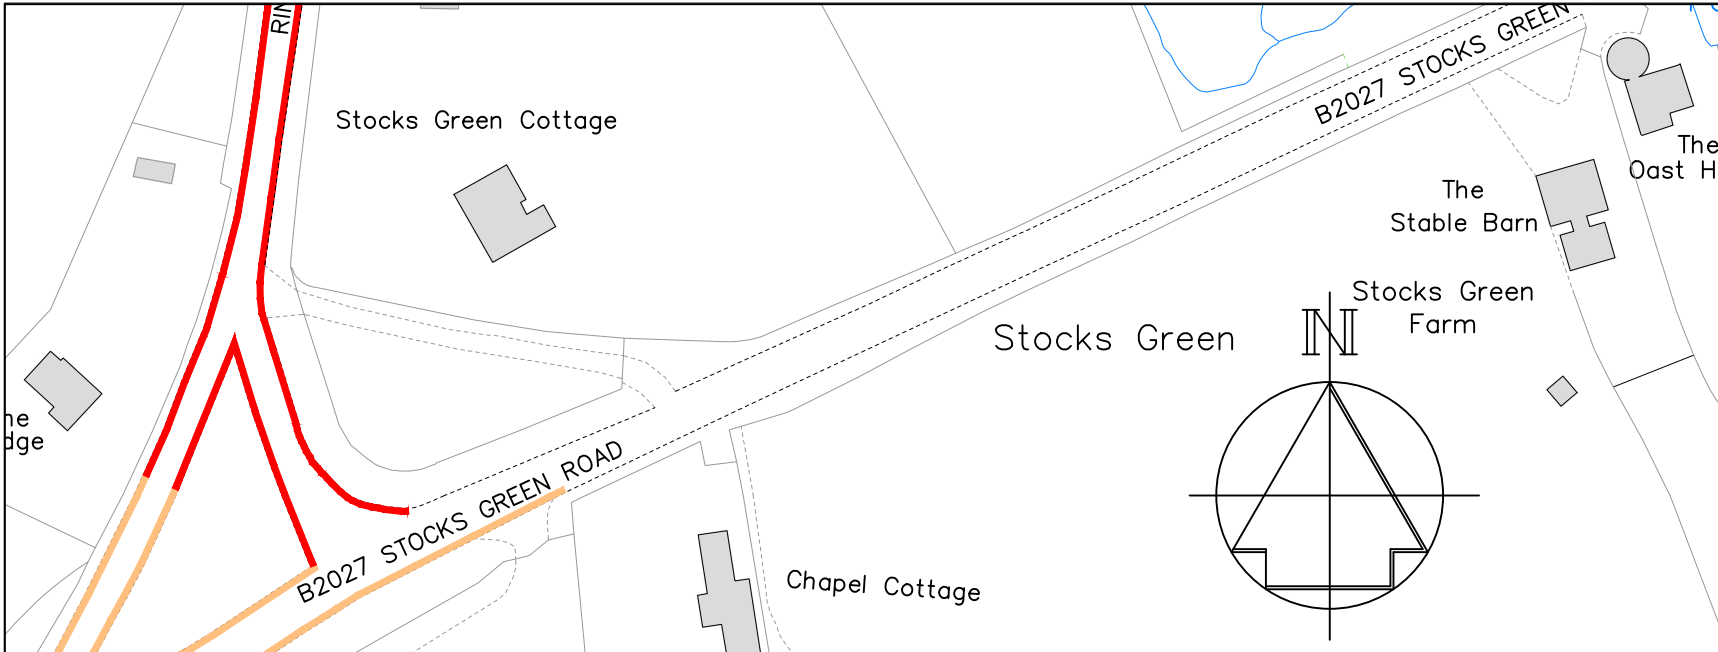 B2027 STOCKS GREEN
Stocks Green Cottage
The
Oast H
The
Stable Barn
Stocks Green
Farm
N
Stocks Green
B2027 STOCKS GREEN ROAD
Chapel Cottage